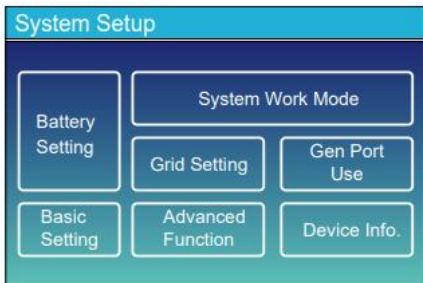 System Setup
Battery
Setting
System Work Mode
Grid Setting
Gen Port
Use
Basic
Setting
Advanced
Function
Device Info.